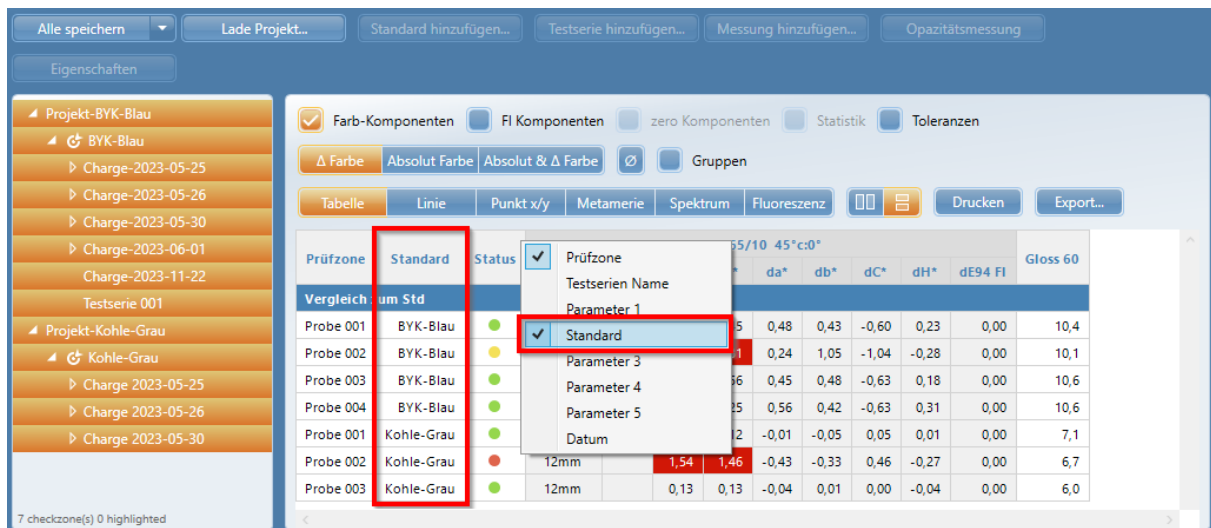 Alle speichern Lade Projekt... Standard hinzufügen... Testserie hinzufügen... Messung hinzufügen... Opazitätsmessung
Eigenschaften
Projekt-BYK-Blau
BYK-Blau
Charge-2023-05-25
Charge-2023-05-26
Charge-2023-05-30
Charge-2023-06-01
Charge-2023-11-22
Testserie 001
Projekt-Kohle-Grau
Kohle-Grau
Charge 2023-05-25
Charge 2023-05-26
Charge 2023-05-30
7 checkzone(s) 0 highlighted
Farb-Komponenten FI Komponenten zero Komponenten Statistik Toleranzen
Δ Farbe Absolut Farbe Absolut & Δ Farbe Ø Gruppen
Tabelle Linie Punkt x/y Metamerie Spektrum Fluoreszenz Drucken Export...
/10 45°c:0°
Prüfzone Standard Status da* db* dC* dH* dE94 Fl Gloss 60
Vergleich zum Std
Probe 001 BYK-Blau 0,48 0,43 -0,60 0,23 0,00 10,4
Probe 002 BYK-Blau 0,24 1,05 -1,04 -0,28 0,00 10,1
Probe 003 BYK-Blau 0,45 0,48 -0,63 0,18 0,00 10,6
Probe 004 BYK-Blau 0,56 0,42 -0,63 0,31 0,00 10,6
Probe 001 Kohle-Grau -0,01 -0,05 0,05 0,01 0,00 7,1
Probe 002 Kohle-Grau 12mm 1,54 1,46 -0,43 -0,33 0,46 -0,27 0,00 6,7
Probe 003 Kohle-Grau 12mm 0,13 0,13 -0,04 0,01 0,00 -0,04 0,00 6,0
Prüfzone
Testserien Name
Parameter 1
Standard
Parameter 3
Parameter 4
Parameter 5
Datum